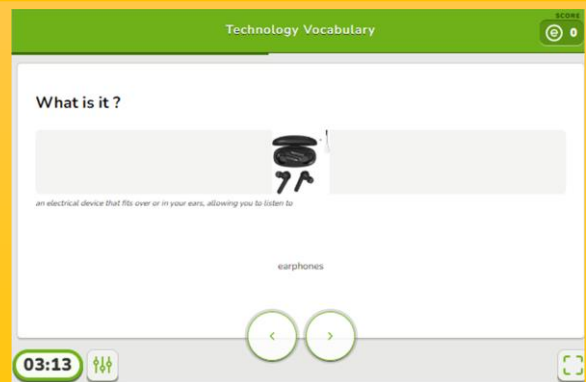 SCORE
Technology Vocabulary
e 0
What is it ?
an electrical device that fits over or in your ears, allowing you to listen to
earphones
03:13